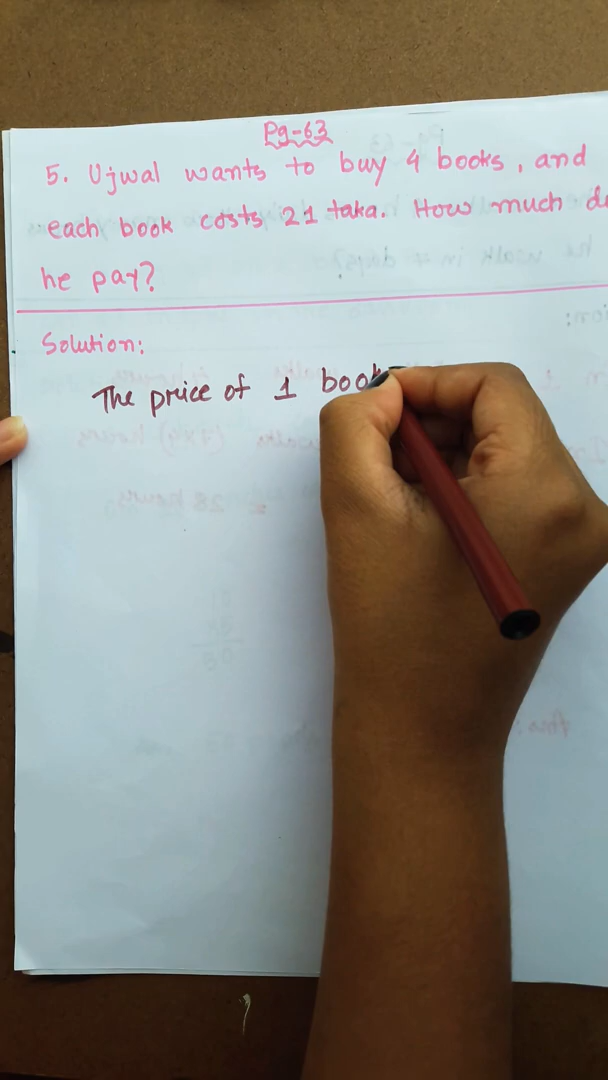 Pg-63
5. Ujwal wants to buy 4 books, and
each book costs 21 taka. How much
he pay?
Solution:
The price of 1 book